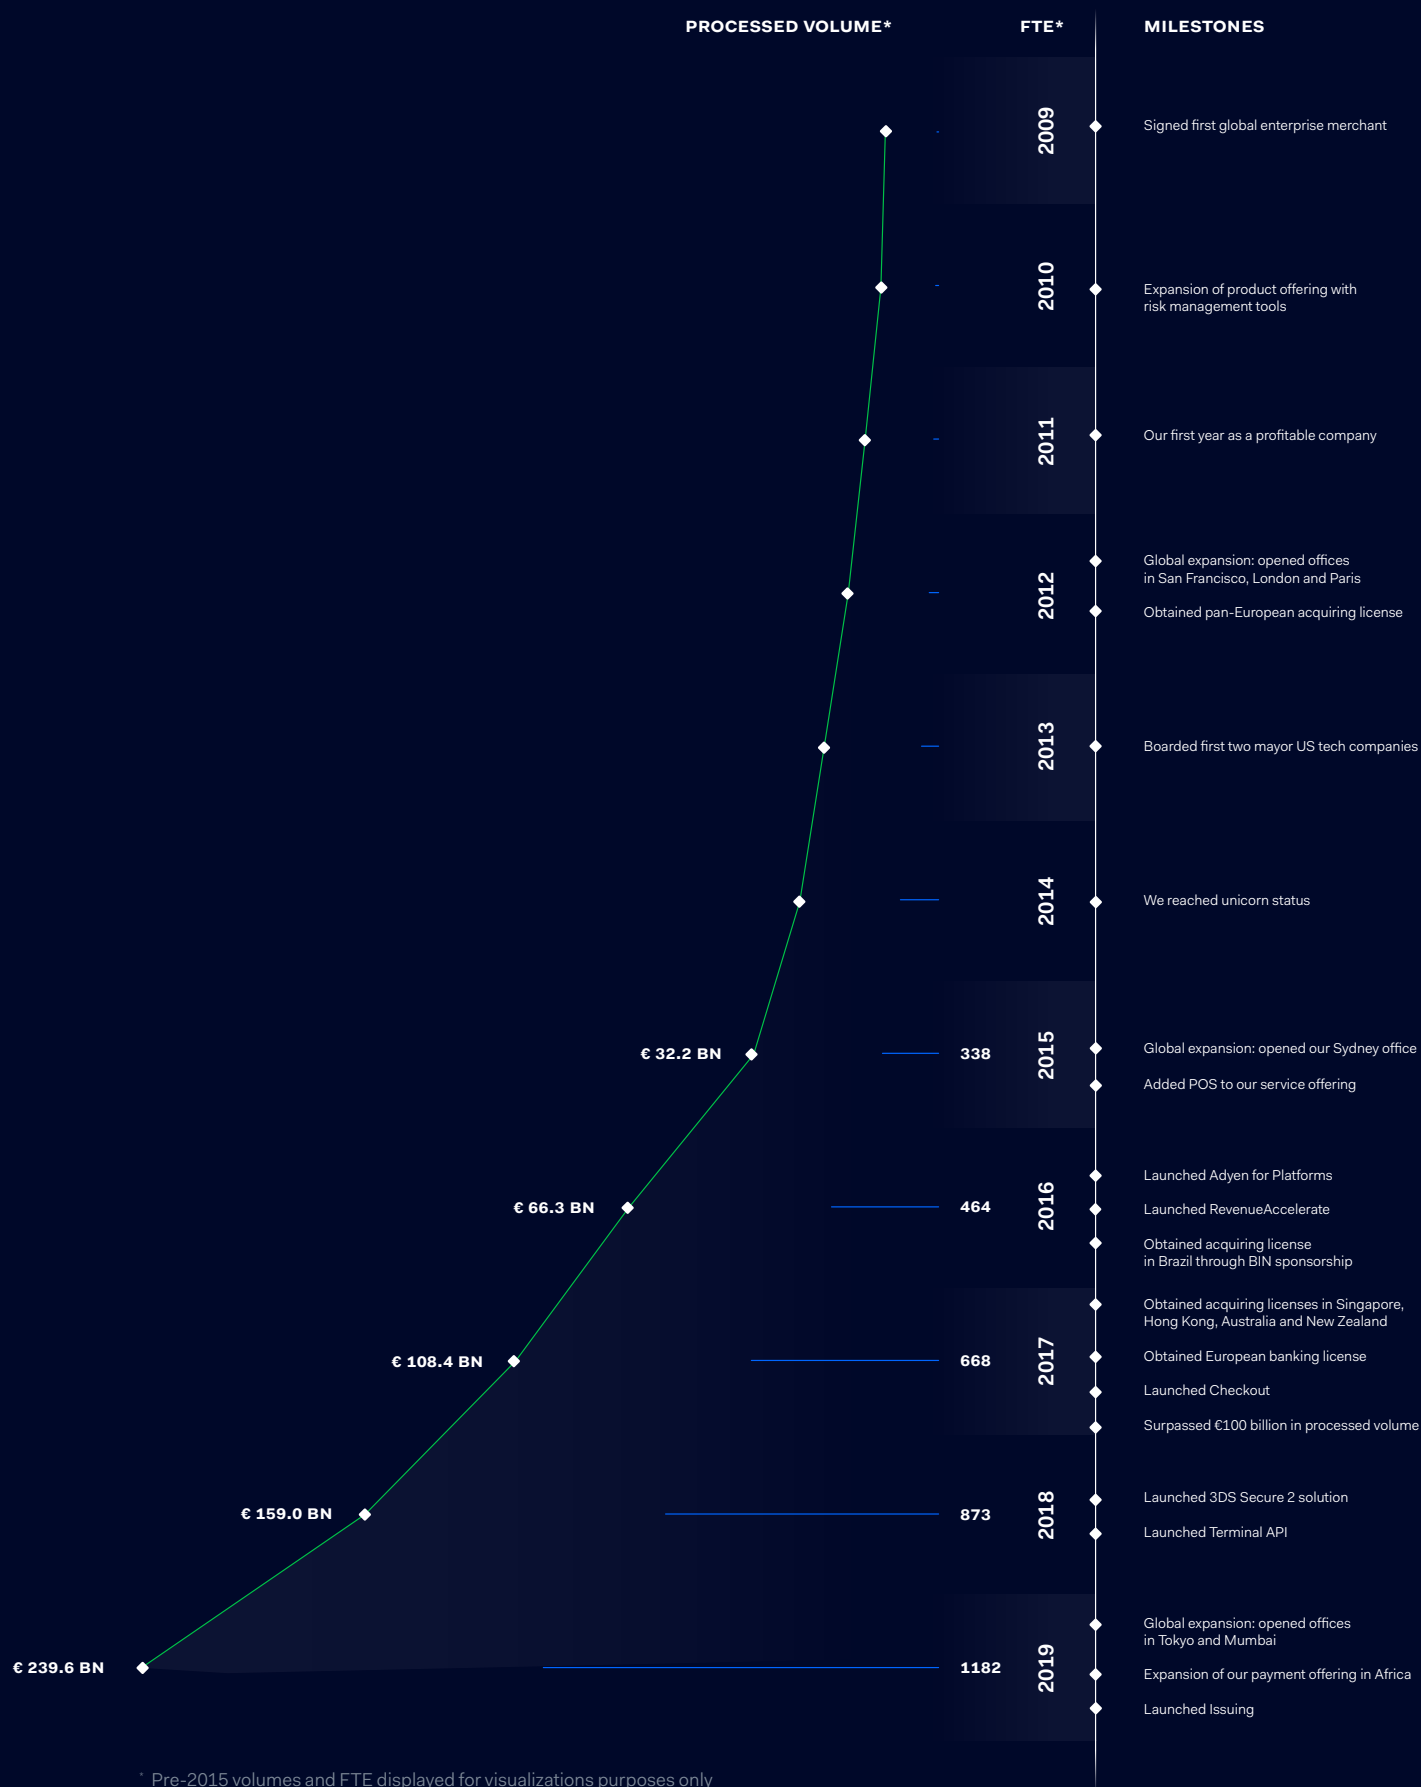 PROCESSED VOLUME*
FTE*
MILESTONES
2009
Signed first global enterprise merchant
2010
Expansion of product offering with
risk management tools
2011
Our first year as a profitable company
2012
Global expansion: opened offices
in San Francisco, London and Paris
Obtained pan-European acquiring license
2013
Boarded first two mayor US tech companies
2014
We reached unicorn status
€ 32.2 BN
338
2015
Global expansion: opened our Sydney office
Added POS to our service offering
€ 66.3 BN
464
2016
Launched Adyen for Platforms
Launched RevenueAccelerate
Obtained acquiring license
in Brazil through BIN sponsorship
€ 108.4 BN
668
2017
Obtained acquiring licenses in Singapore,
Hong Kong, Australia and New Zealand
Obtained European banking license
Launched Checkout
Surpassed €100 billion in processed volume
€ 159.0 BN
873
2018
Launched 3DS Secure 2 solution
Launched Terminal API
€ 239.6 BN
1182
2019
Global expansion: opened offices
in Tokyo and Mumbai
Expansion of our payment offering in Africa
Launched Issuing
* Pre-2015 volumes and FTE displayed for visualizations purposes only